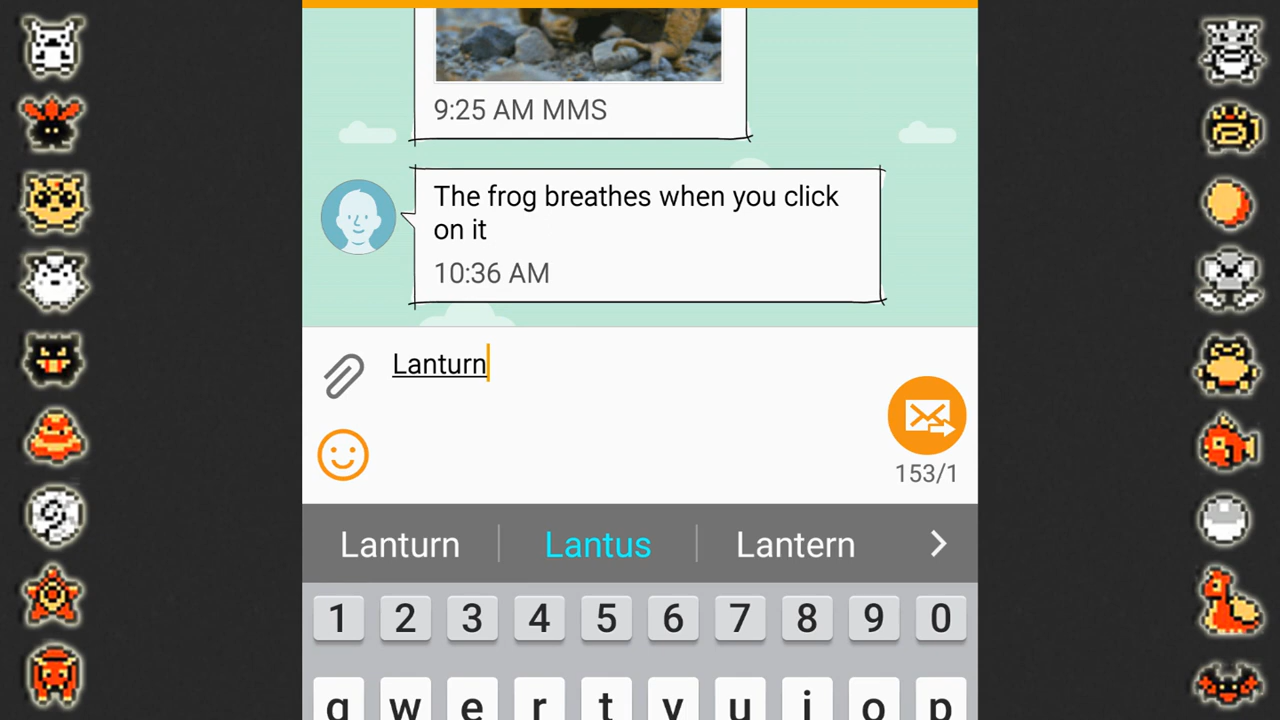 9:25 AM MMS
The frog breathes when you click
on it
10:36 AM
Lanturn
153/1
Lanturn Lantus Lantern
1 2 3 4 5 6 7 8 9 0
q w e r t y u i o p